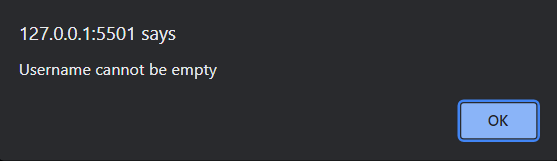 127.0.0.1:5501 says
Username cannot be empty
OK